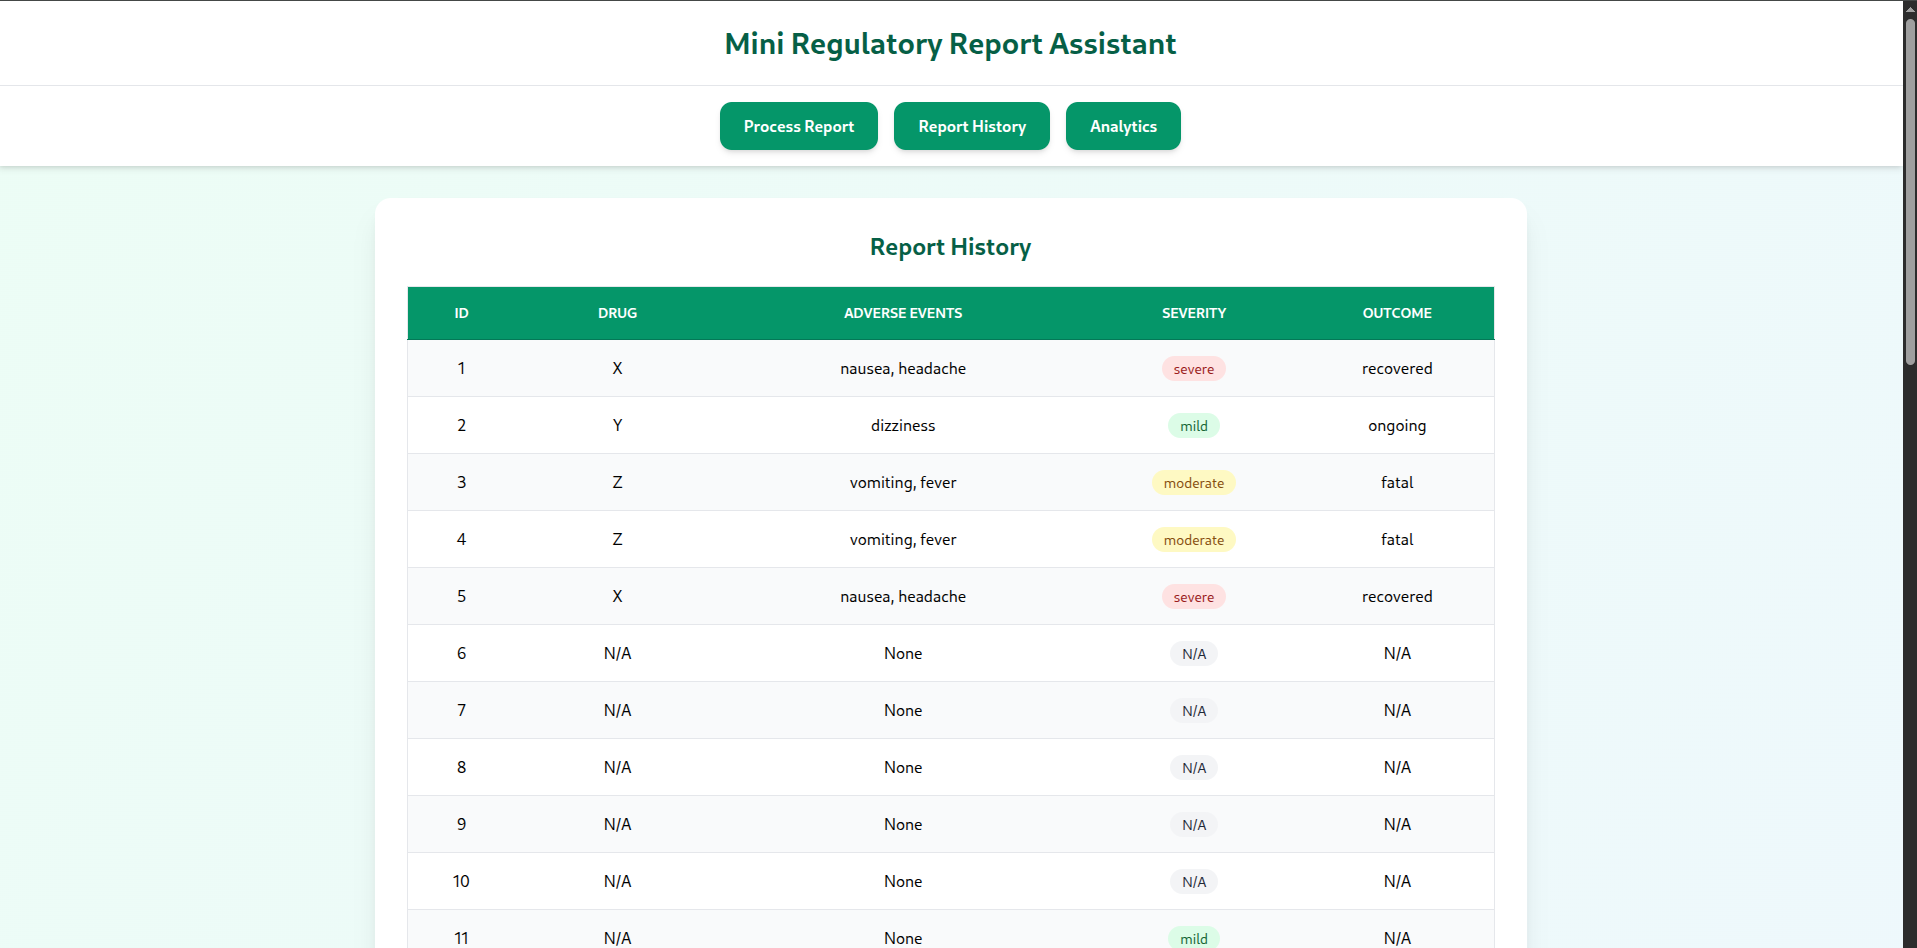 Mini Regulatory Report Assistant
Process Report Report History Analytics
Report History
ID DRUG ADVERSE EVENTS SEVERITY OUTCOME
1 X nausea, headache severe recovered
2 Y dizziness mild ongoing
3 Z vomiting, fever moderate fatal
4 Z vomiting, fever moderate fatal
5 X nausea, headache severe recovered
6 N/A None N/A N/A
7 N/A None N/A N/A
8 N/A None N/A N/A
9 N/A None N/A N/A
10 N/A None N/A N/A
11 N/A None mild N/A